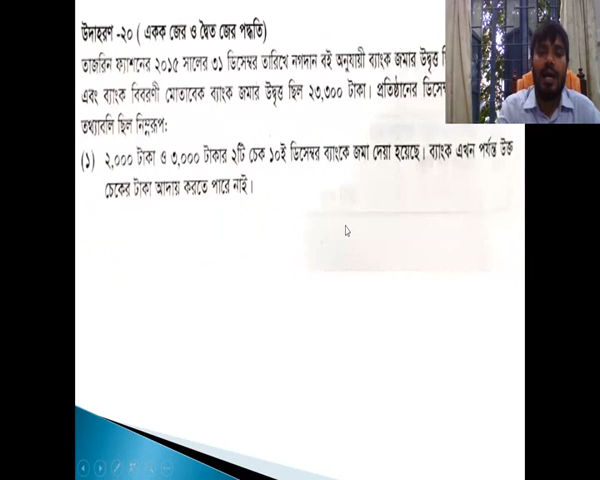 উদাহরণ -২০ ( একক জের ও দ্বৈত জের পদ্ধতি)
তাজরিন ফ্যাশনের ২০১৫ সালের ৩১ ডিসেম্বর তারিখে নগদান বই অনুযায়ী ব্যাংক জমার উদ্বৃত্ত
এবং ব্যাংক বিবরণী মোতাবেক ব্যাংক জমার উদ্বৃত্ত ছিল ২৩,৩০০ টাকা। প্রতিষ্ঠানের
তথ্যাবলি ছিল নিম্নরূপ:
(১) ২,০০০ টাকা ও ৩,০০০ টাকার ২টি চেক ১০ই ডিসেম্বর ব্যাংকে জমা দেয়া হয়েছে। ব্যাংক এখন পর্যন্ত উক্ত
চেকের টাকা আদায় করতে পারে নাই।